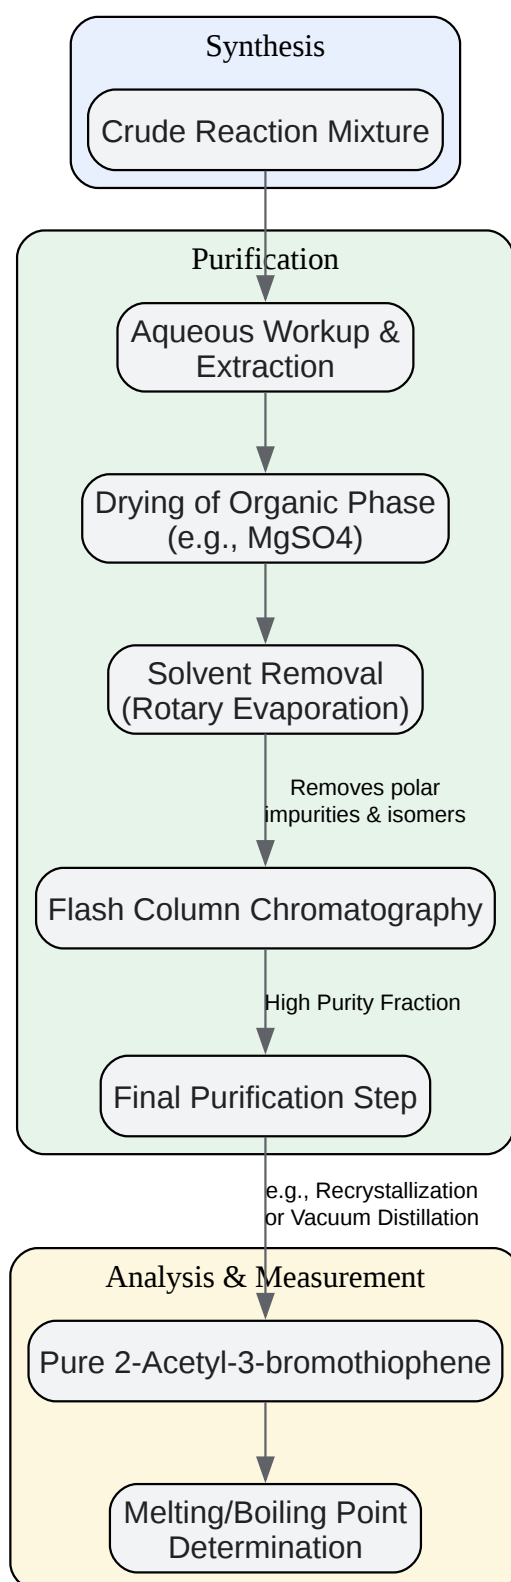 Synthesis
Crude Reaction Mixture
Purification
Aqueous Workup &
Extraction
Drying of Organic Phase
(e.g., MgSO4)
Solvent Removal
(Rotary Evaporation)
Removes polar
impurities & isomers
Flash Column Chromatography
High Purity Fraction
Final Purification Step
e.g., Recrystallization
or Vacuum Distillation
Analysis & Measurement
Pure 2-Acetyl-3-bromothiophene
Melting/Boiling Point
Determination